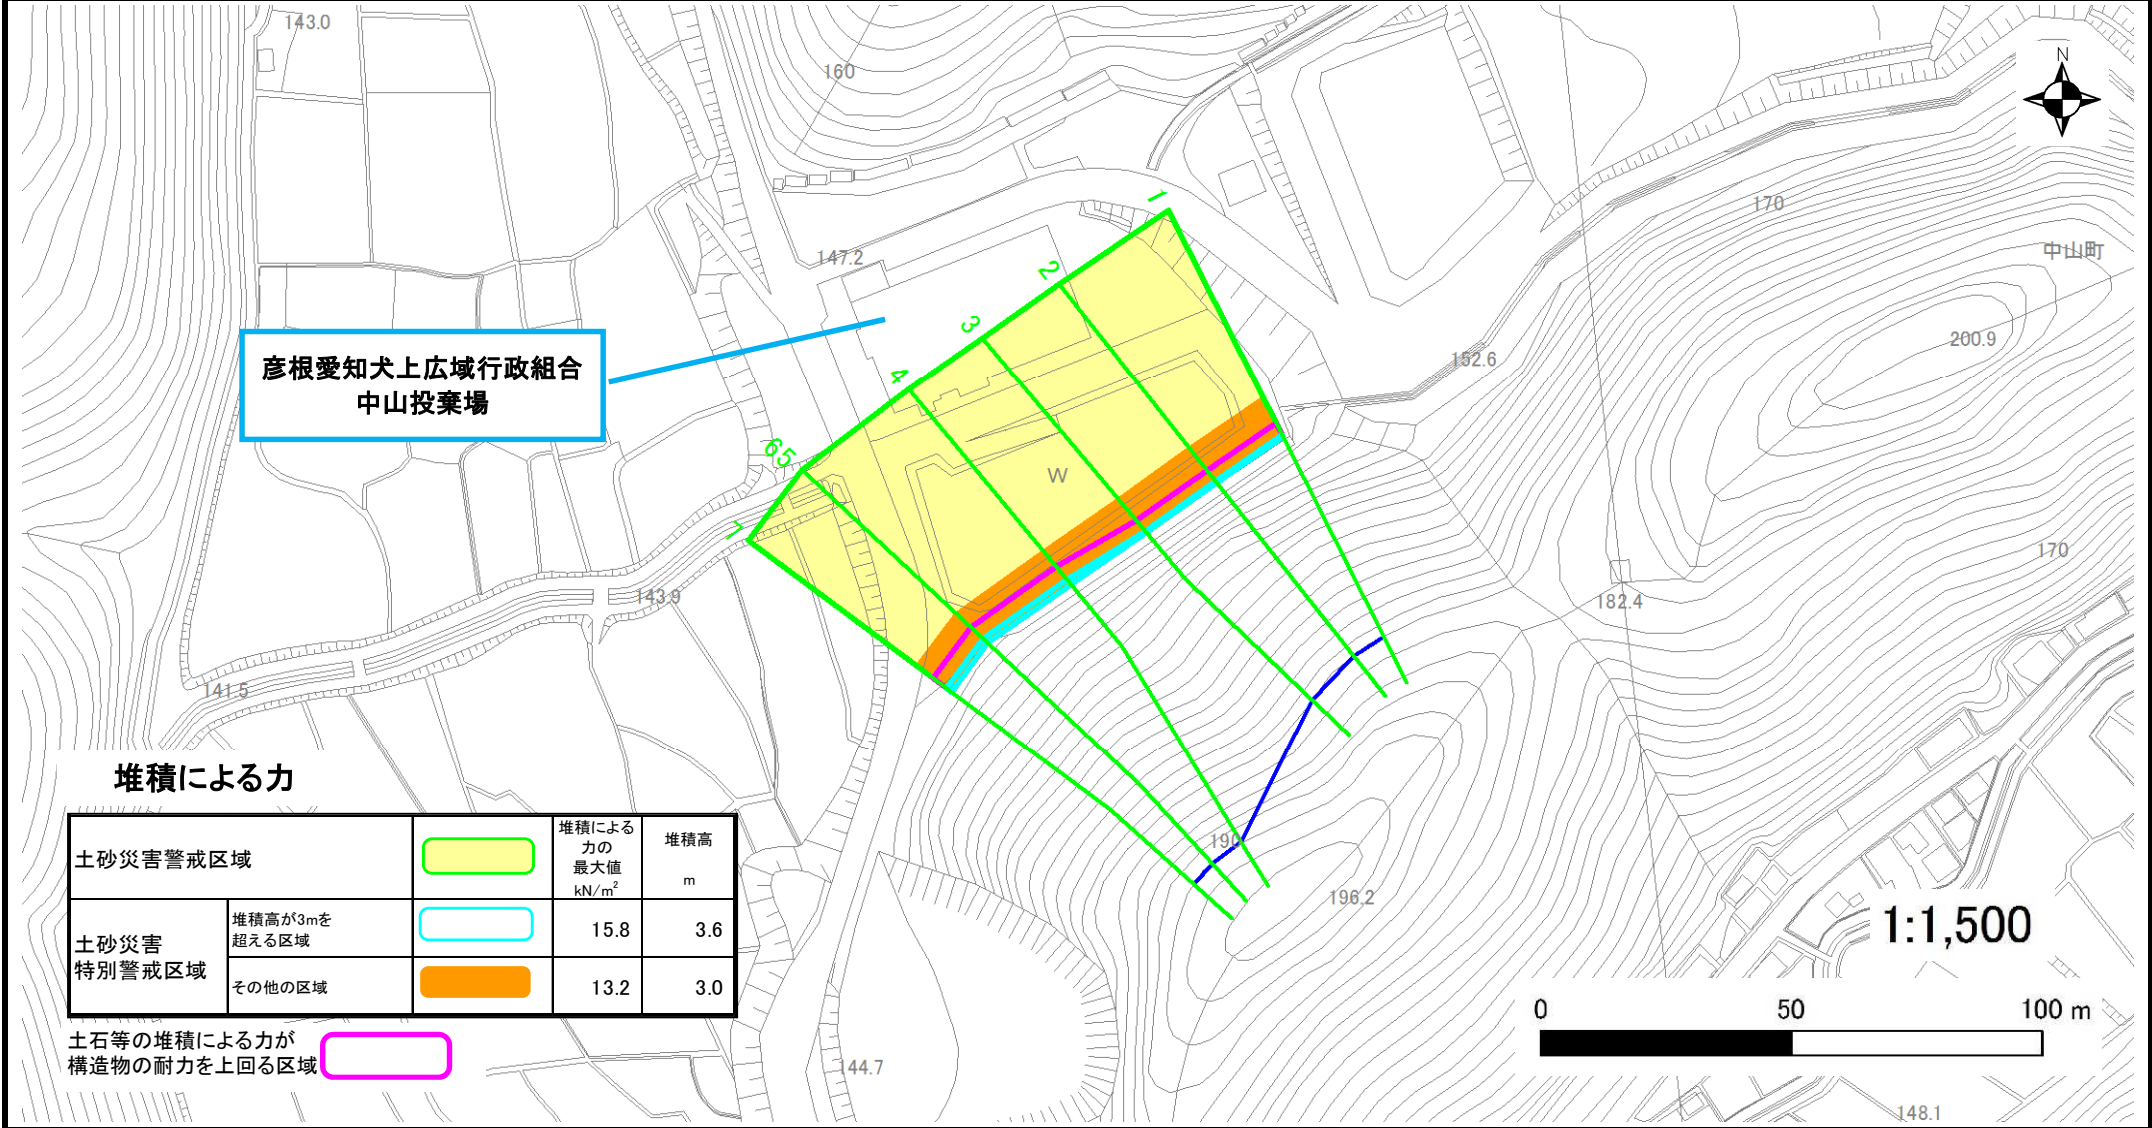 143.0
160
N
1
170
中山町
147.2
2
3
200.9
152.6
彦根愛知犬上広域行政組合
中山投棄場
4
65
W
7
170
143.9
182.4
141.5
堆積による力
土砂災害警戒区域
堆積による
力の
最大値
kN/m²
堆積高
m
土砂災害
特別警戒区域
堆積高が3mを
超える区域
15.8
3.6
その他の区域
13.2
3.0
土石等の堆積による力が
構造物の耐力を上回る区域
190
196.2
1:1,500
0 50 100 m
144.7
148.1